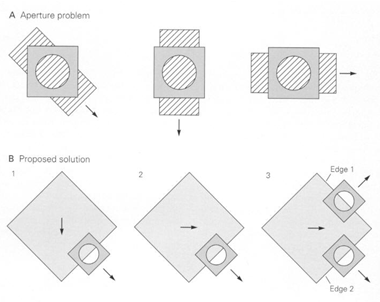 A Aperture problem
B Proposed solution
1
2
3
Edge 1
Edge 2